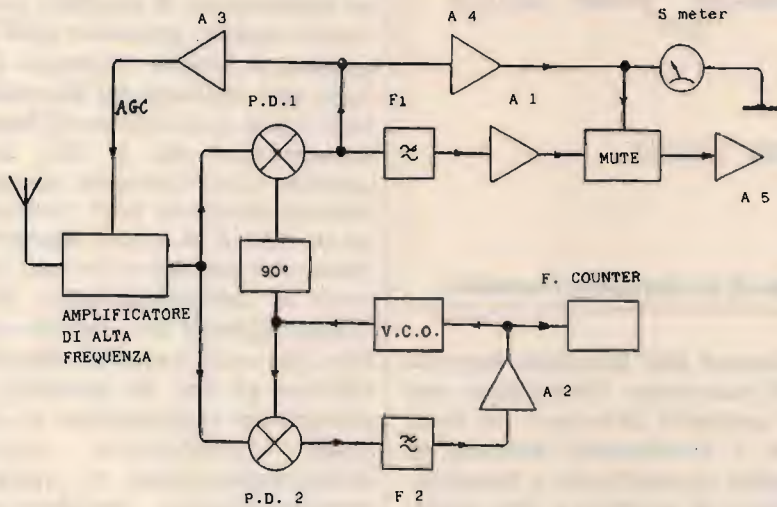 A 3
A 4
S meter
AGC
P.D.1
F1
A 1
MUTE
A 5
90°
F. COUNTER
AMPLIFICATORE
DI ALTA
FREQUENZA
V.C.O.
A 2
P.D. 2
F 2